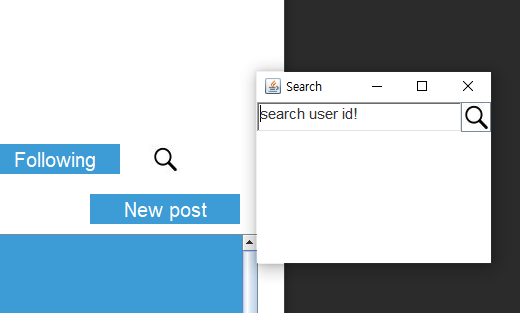 Search
search user id!
Following
New post